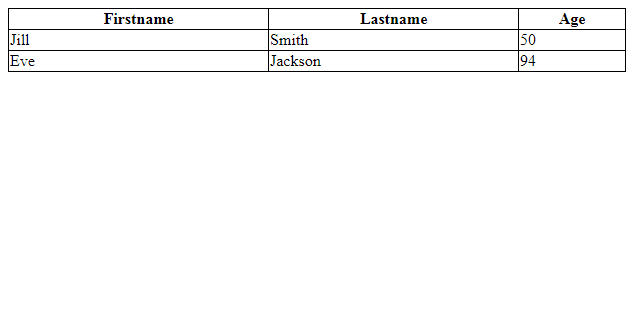 Firstname Lastname Age
Jill Smith 50
Eve Jackson 94